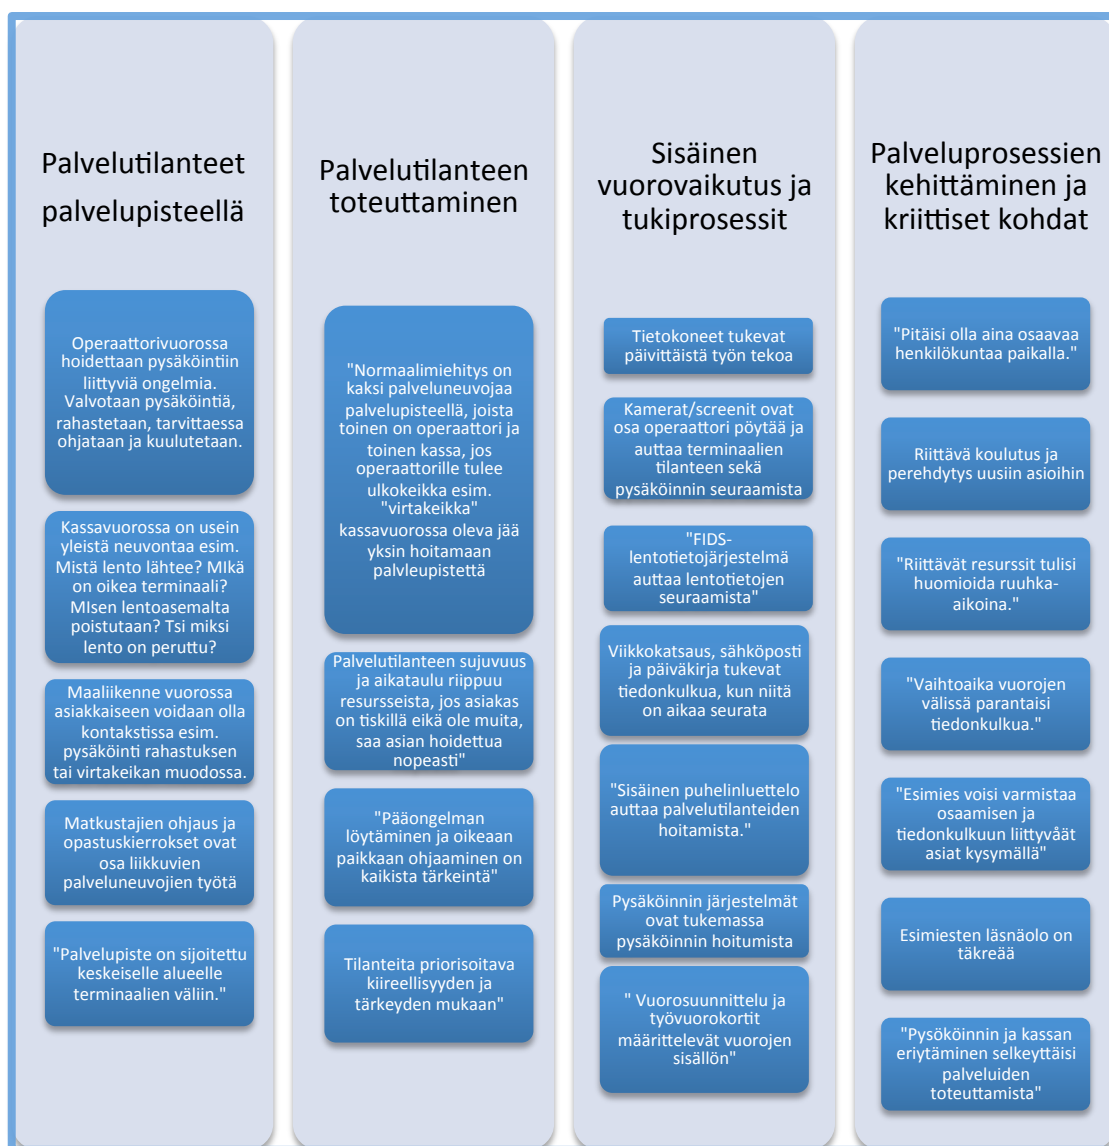 Palvelutilanteet
palvelupisteellä
Operaattorivuorossa
hoidettaan pysäköintiin
liittyviä ongelmia.
Valvotaan pysäköintiä,
rahastetaan, tarvittaessa
ohjataan ja kuulutetaan.
Kassavuorossa on usein
yleistä neuvontaa esim.
Mistä lento lähtee? MIkä
on oikea terminaali?
MIsen lentoasemalta
poistutaan? Tsi miksi
lento on peruttu?
Maaliikenne vuorossa
asiakkaiseen voidaan olla
kontakstissa esim.
pysäköinti rahastuksen
tai virtakeikan muodossa.
Matkustajien ohjaus ja
opastuskierrokset ovat
osa liikkuvien
palveluneuvojien työtä
"Palvelupiste on sijoitettu
keskeiselle alueelle
terminaalien väliin."
Palvelutilanteen
toteuttaminen
"Normaalimiehitys on
kaksi palveluneuvojaa
palvelupisteellä, joista
toinen on operaattori ja
toinen kassa, jos
operaattorille tulee
ulkokeikka esim.
"virtakeikka"
kassavuorossa oleva jää
yksin hoitamaan
palvleupistettä
Palvelutilanteen sujuvuus
ja aikataulu riippuu
resursseista, jos asiakas
on tiskillä eikä ole muita,
saa asian hoidettua
nopeasti"
"Pääongelman
löytäminen ja oikeaan
paikkaan ohjaaminen on
kaikista tärkeintä"
Tilanteita priorisoitava
kiireellisyyden ja
tärkeyden mukaan"
Sisäinen
vuorovaikutus ja
tukiprosessit
Tietokoneet tukevat
päivittäistä työn tekoa
Kamerat/screenit ovat
osa operaattori pöytää ja
auttaa terminaalien
tilanteen sekä
pysäköinnin seuraamista
"FIDS-
lentotietojärjestelmä
auttaa lentotietojen
seuraamista"
Viikkokatsaus, sähköposti
ja päiväkirja tukevat
tiedonkulkua, kun niitä
on aikaa seurata
"Sisäinen puhelinluettelo
auttaa palvelutilanteiden
hoitamista."
Pysäköinnin järjestelmät
ovat tukemassa
pysäköinnin hoitumista
" Vuorosuunnittelu ja
työvuorokortit
määrittelevät vuorojen
sisällön"
Palveluprosessien
kehittäminen ja
kriittiset kohdat
"Pitäisi olla aina osaavaa
henkilökuntaa paikalla."
Riittävä koulutus ja
perehdytys uusiin asioihin
"Riittävät resurssit tulisi
huomioida ruuhka-
aikoina."
"Vaihtoaika vuorojen
välissä parantaisi
tiedonkulkua."
"Esimies voisi varmistaa
osaamisen ja
tiedonkulkuun liittyvåät
asiat kysymällä"
Esimiesten läsnäolo on
täkreää
"Pysököinnin ja kassan
eriytäminen selkeyttäisi
palveluiden
toteuttamista"